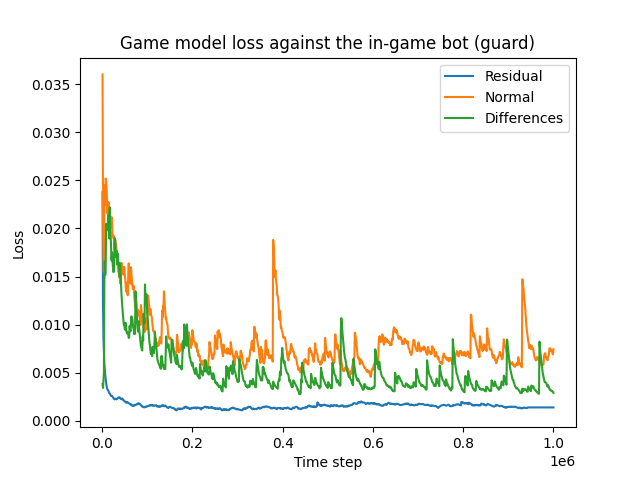 Game model loss against the in-game bot (guard)
Residual
Normal
Differences
0.035
0.030
0.025
0.020
0.015
0.010
0.005
0.000
Loss
0.0
0.2
0.4
0.6
0.8
1.0
1e6
Time step